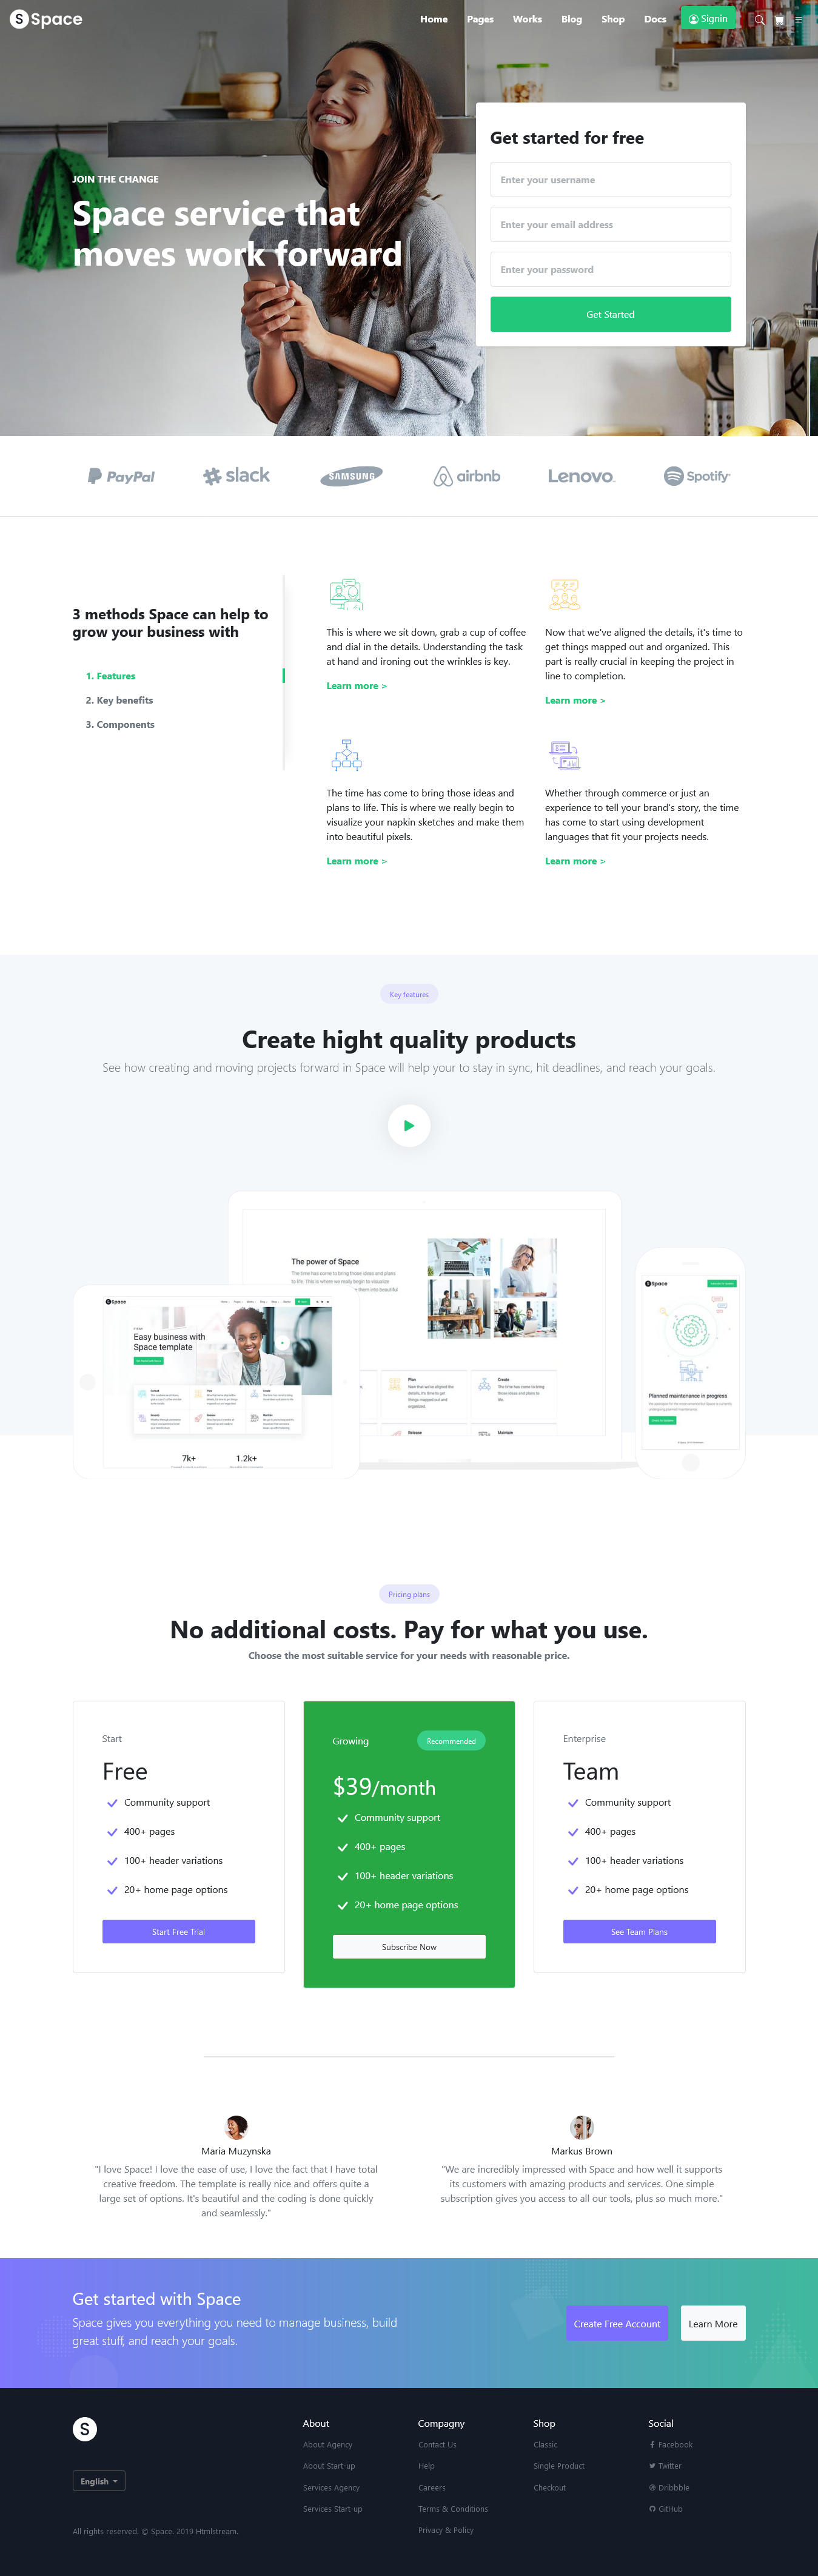 S Space
Home Pages Works Blog Shop Docs Signin
JOIN THE CHANGE
Space service that
moves work forward
Get started for free
Enter your username
Enter your email address
Enter your password
Get Started
PayPal slack SAMSUNG airbnb Lenovo Spotify
3 methods Space can help to
grow your business with
1. Features
2. Key benefits
3. Components
This is where we sit down, grab a cup of coffee
and dial in the details. Understanding the task
at hand and ironing out the wrinkles is key.
Learn more >
Now that we've aligned the details, it's time to
get things mapped out and organized. This
part is really crucial in keeping the project in
line to completion.
Learn more >
The time has come to bring those ideas and
plans to life. This is where we really begin to
visualize your napkin sketches and make them
into beautiful pixels.
Learn more >
Whether through commerce or just an
experience to tell your brand's story, the time
has come to start using development
languages that fit your projects needs.
Learn more >
Key features
Create hight quality products
See how creating and moving projects forward in Space will help your to stay in sync, hit deadlines, and reach your goals.
The power of Space
Space
Easy business with
Space template
7k+ 1.2k+
Plan
Create
Release
Maintain
Space
Planned maintenance in progress
Pricing plans
No additional costs. Pay for what you use.
Choose the most suitable service for your needs with reasonable price.
Start
Free
Community support
400+ pages
100+ header variations
20+ home page options
Start Free Trial
Growing
Recommended
$39/month
Community support
400+ pages
100+ header variations
20+ home page options
Subscribe Now
Enterprise
Team
Community support
400+ pages
100+ header variations
20+ home page options
See Team Plans
Maria Muzynska
"I love Space! I love the ease of use, I love the fact that I have total
creative freedom. The template is really nice and offers quite a
large set of options. It's beautiful and the coding is done quickly
and seamlessly."
Markus Brown
"We are incredibly impressed with Space and how well it supports
its customers with amazing products and services. One simple
subscription gives you access to all our tools, plus so much more."
Get started with Space
Space gives you everything you need to manage business, build
great stuff, and reach your goals.
Create Free Account
Learn More
S
English
All rights reserved. © Space. 2019 Htmlstream.
About
About Agency
About Start-up
Services Agency
Services Start-up
Compagny
Contact Us
Help
Careers
Terms & Conditions
Privacy & Policy
Shop
Classic
Single Product
Checkout
Social
Facebook
Twitter
Dribbble
GitHub